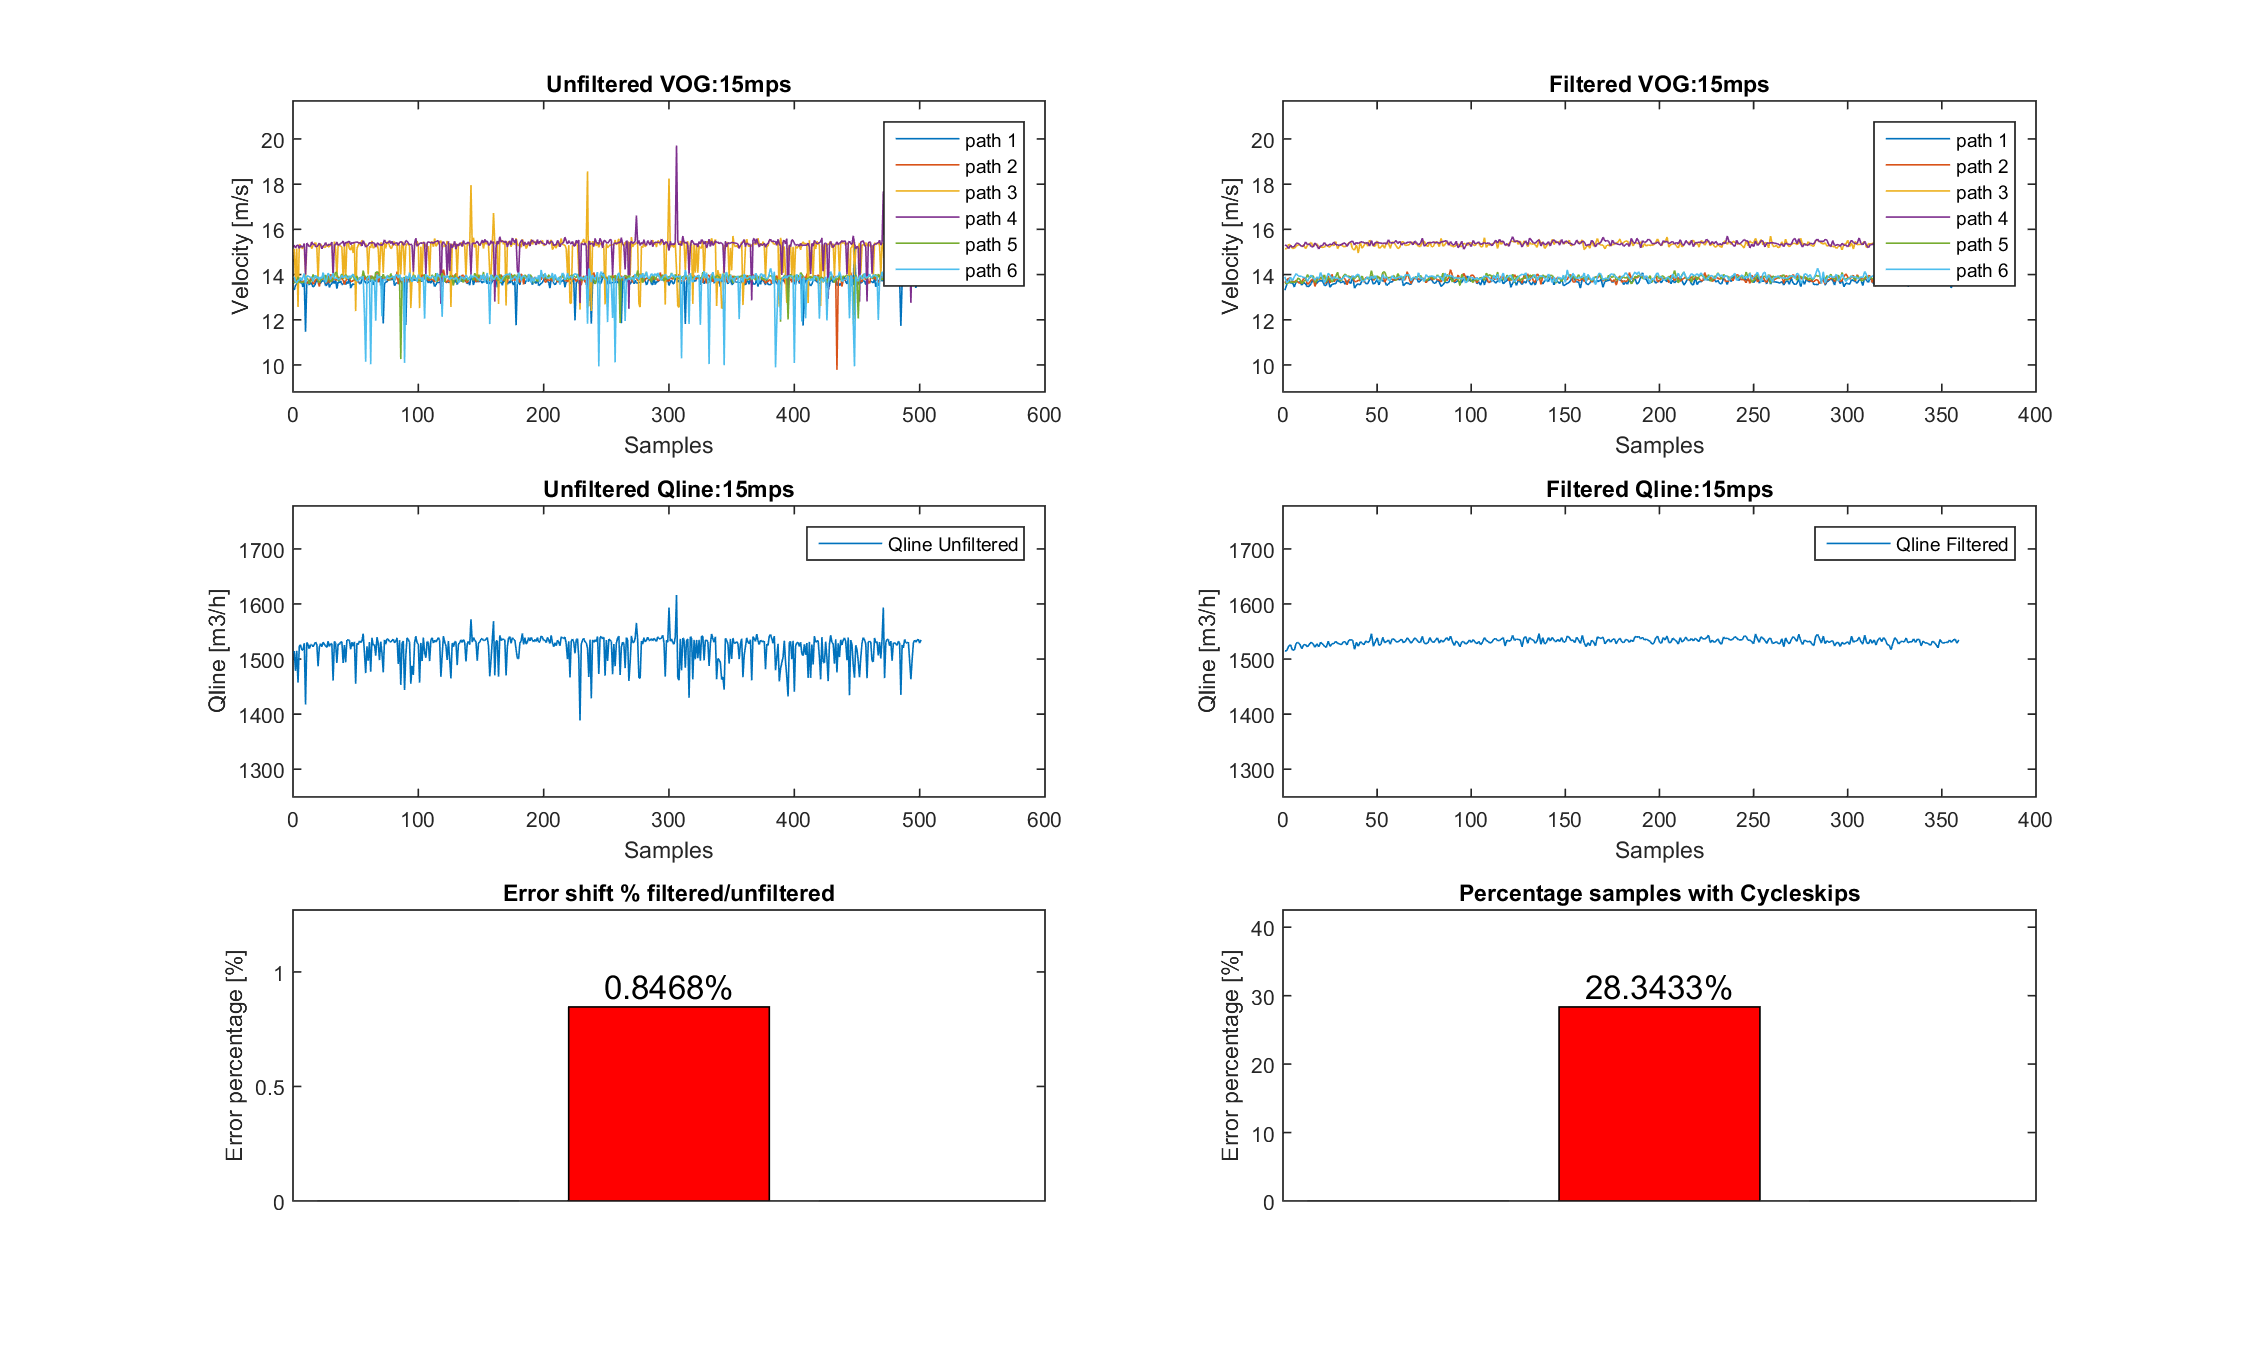 Unfiltered VOG:15mps
20
18
16
14
12
10
Velocity [m/s]
path 1
path 2
path 3
path 4
path 5
path 6
0 100 200 300 400 500 600
Samples
Filtered VOG:15mps
20
18
16
14
12
10
Velocity [m/s]
path 1
path 2
path 3
path 4
path 5
path 6
0 50 100 150 200 250 300 350 400
Samples
Unfiltered Qline:15mps
1700
1600
1500
1400
1300
Qline [m3/h]
Qline Unfiltered
0 100 200 300 400 500 600
Samples
Filtered Qline:15mps
1700
1600
1500
1400
1300
Qline [m3/h]
Qline Filtered
0 50 100 150 200 250 300 350 400
Samples
Error shift % filtered/unfiltered
1
0.5
0
Error percentage [%]
0.8468%
Percentage samples with Cycleskips
40
30
20
10
0
Error percentage [%]
28.3433%